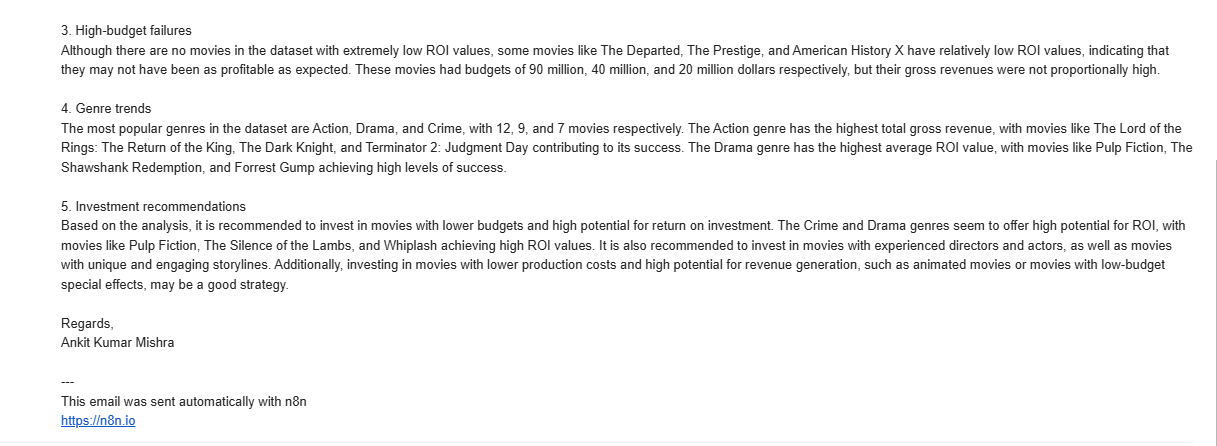 3. High-budget failures
Although there are no movies in the dataset with extremely low ROI values, some movies like The Departed, The Prestige, and American History X have relatively low ROI values, indicating that
they may not have been as profitable as expected. These movies had budgets of 90 million, 40 million, and 20 million dollars respectively, but their gross revenues were not proportionally high.
4. Genre trends
The most popular genres in the dataset are Action, Drama, and Crime, with 12, 9, and 7 movies respectively. The Action genre has the highest total gross revenue, with movies like The Lord of the
Rings: The Return of the King, The Dark Knight, and Terminator 2: Judgment Day contributing to its success. The Drama genre has the highest average ROI value, with movies like Pulp Fiction, The
Shawshank Redemption, and Forrest Gump achieving high levels of success.
5. Investment recommendations
Based on the analysis, it is recommended to invest in movies with lower budgets and high potential for return on investment. The Crime and Drama genres seem to offer high potential for ROI, with
movies like Pulp Fiction, The Silence of the Lambs, and Whiplash achieving high ROI values. It is also recommended to invest in movies with experienced directors and actors, as well as movies
with unique and engaging storylines. Additionally, investing in movies with lower production costs and high potential for revenue generation, such as animated movies or movies with low-budget
special effects, may be a good strategy.
Regards,
Ankit Kumar Mishra
---
This email was sent automatically with n8n
https://n8n.io